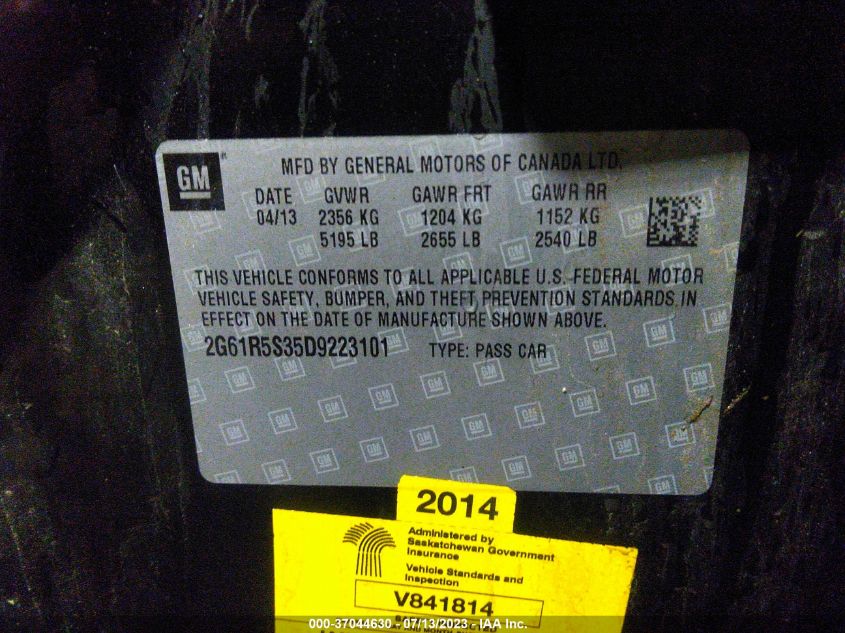 GM
MFD BY GENERAL MOTORS OF CANADA LTD.
DATE GVWR GAWR FRT GAWR RR
04/13 2356 KG 1204 KG 1152 KG
5195 LB 2655 LB 2540 LB
THIS VEHICLE CONFORMS TO ALL APPLICABLE U.S. FEDERAL MOTOR
VEHICLE SAFETY, BUMPER, AND THEFT PREVENTION STANDARDS IN
EFFECT ON THE DATE OF MANUFACTURE SHOWN ABOVE.
2G61R5S35D9223101 TYPE: PASS CAR
2014
Administered by
Saskatchewan Government
Insurance
Vehicle Standards and
Inspection
V841814
000-37044630 - 07/13/2023 - IAA Inc.